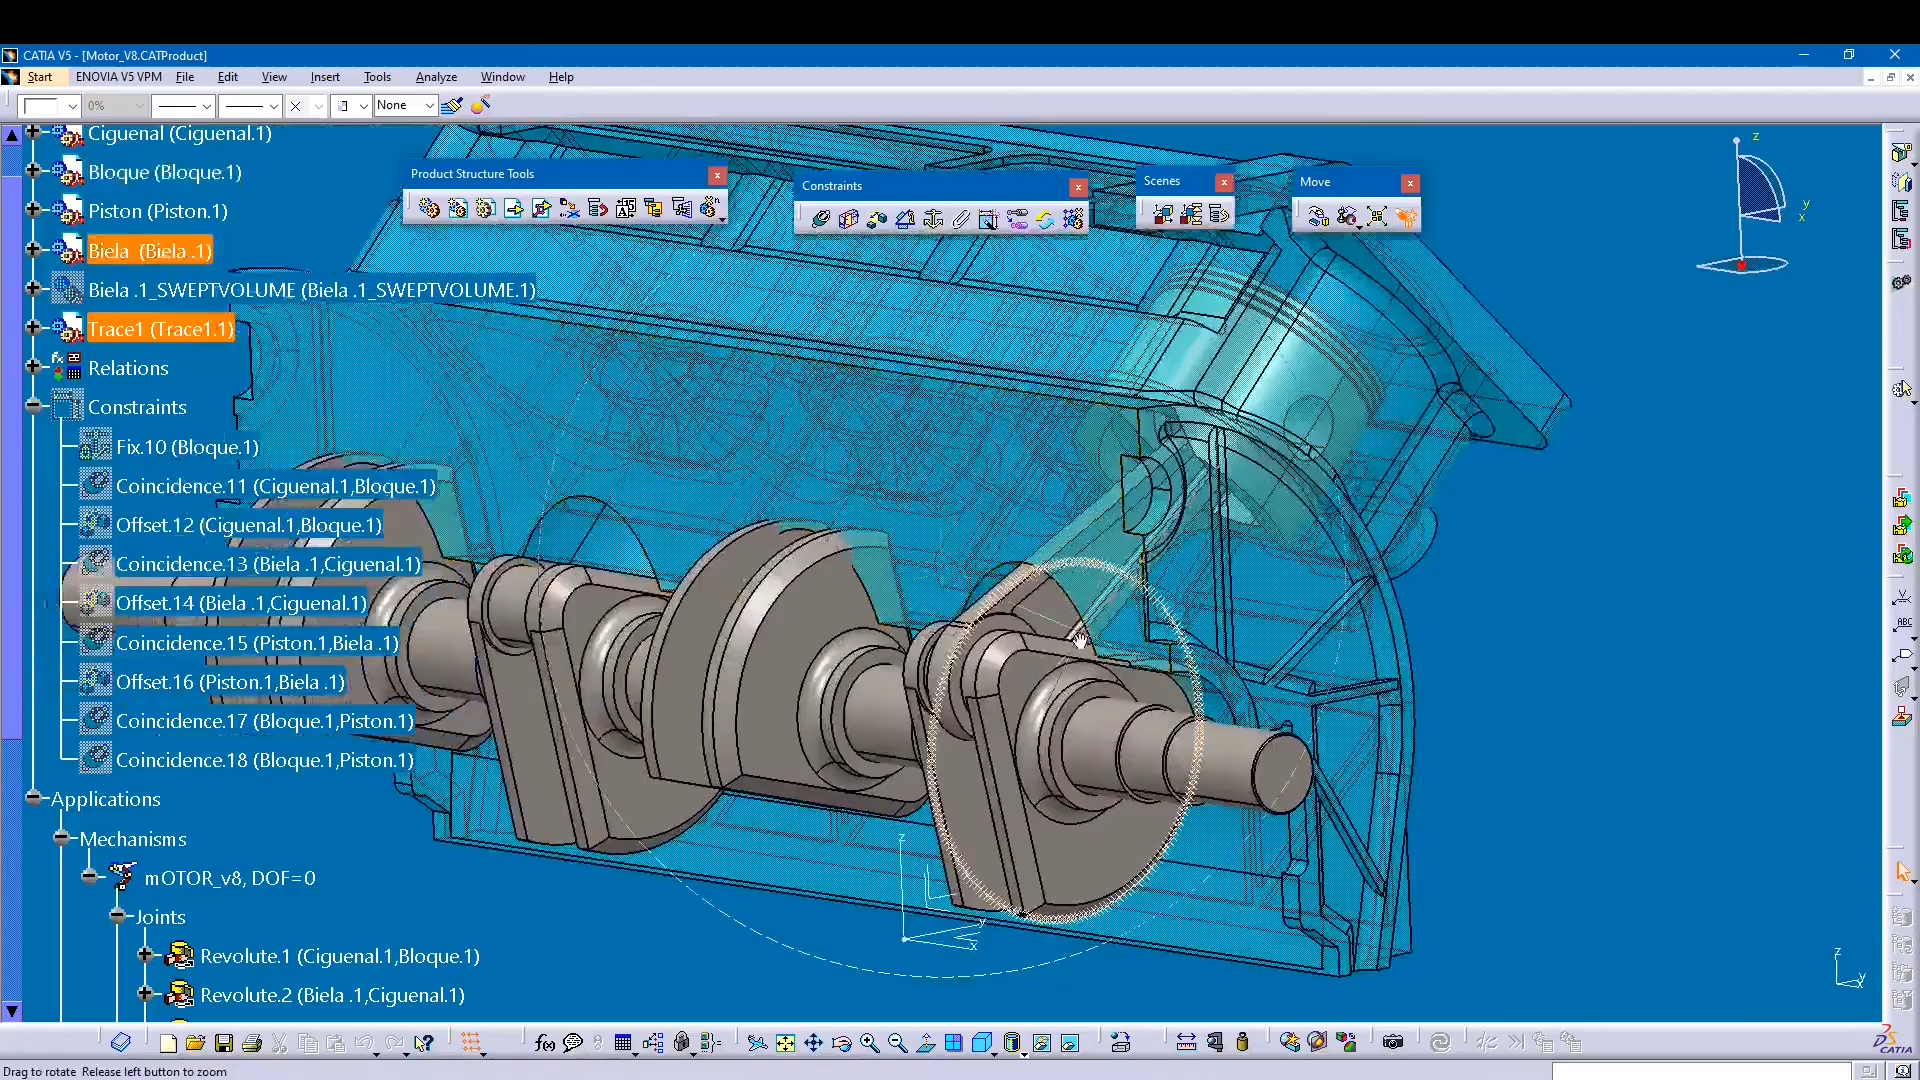 CATIA V5 - [Motor_V8.CATProduct]
Start ENOVIA V5 VPM File Edit View Insert Tools Analyze Window Help
0% None
Ciguenal (Ciguenal.1)
Bloque (Bloque.1)
Piston (Piston.1)
Biela (Biela .1)
Biela .1_SWEPTVOLUME (Biela .1_SWEPTVOLUME.1)
Trace1 (Trace1.1)
Relations
Constraints
Fix.10 (Bloque.1)
Coincidence.11 (Ciguenal.1,Bloque.1)
Offset.12 (Ciguenal.1,Bloque.1)
Coincidence.13 (Biela .1,Ciguenal.1)
Offset.14 (Biela .1,Ciguenal.1)
Coincidence.15 (Piston.1,Biela .1)
Offset.16 (Piston.1,Biela .1)
Coincidence.17 (Bloque.1,Piston.1)
Coincidence.18 (Bloque.1,Piston.1)
Applications
Mechanisms
mOTOR_v8, DOF=0
Joints
Revolute.1 (Ciguenal.1,Bloque.1)
Revolute.2 (Biela .1,Ciguenal.1)
Product Structure Tools
Constraints
Scenes
Move
z
y
x
z
y
x
z
y
ABC
f(x)
CATIA
Drag to rotate Release left button to zoom